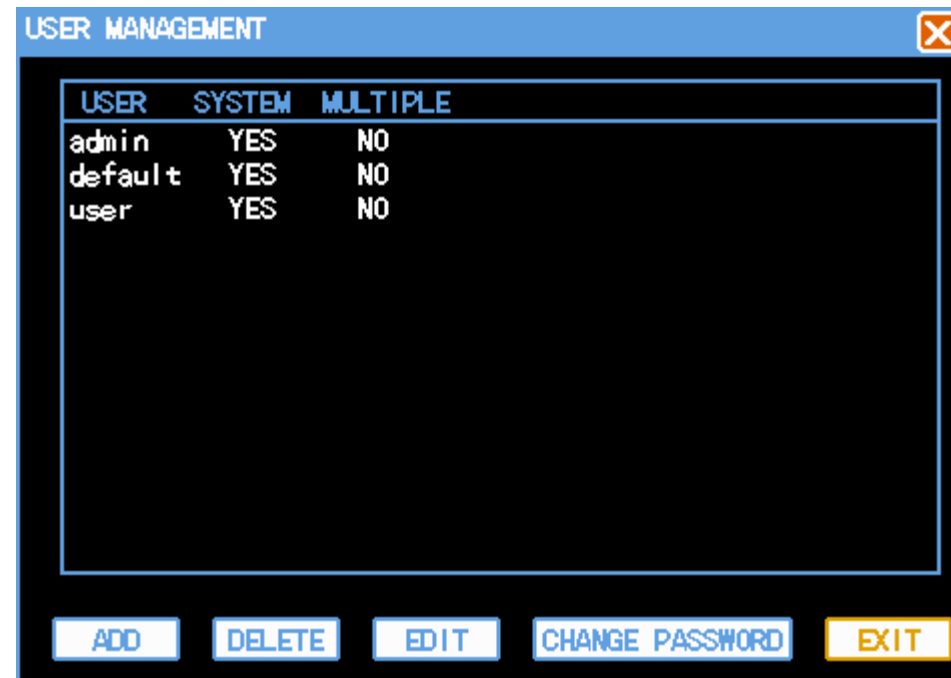 USER MANAGEMENT
USER SYSTEM MULTIPLE
admin YES NO
default YES NO
user YES NO
ADD DELETE EDIT CHANGE PASSWORD EXIT